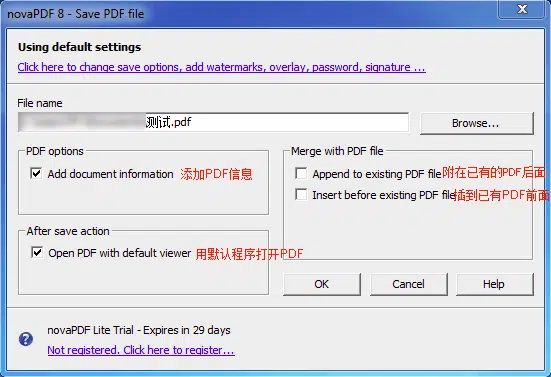 novaPDF 8 - Save PDF file
Using default settings
Click here to change save options, add watermarks, overlay, password, signature ...
File name
测试.pdf
Browse...
PDF options
Add document information 添加PDF信息
Merge with PDF file
Append to existing PDF file 附在已有的PDF后面
Insert before existing PDF file 插到已有PDF前面
After save action
Open PDF with default viewer 用默认程序打开PDF
OK
Cancel
Help
novaPDF Lite Trial - Expires in 29 days
Not registered. Click here to register...